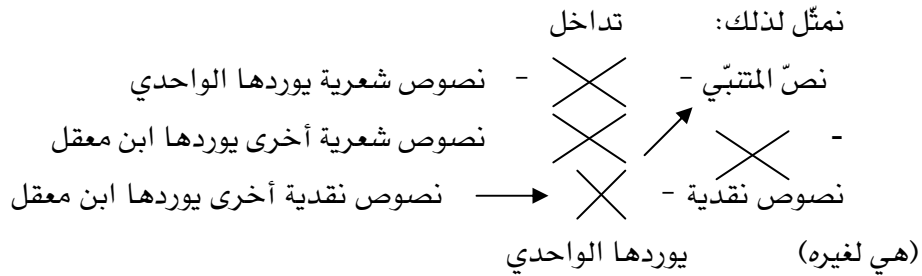 نمثّل لذلك: تداخل
نصّ المتنبّي - - نصوص شعرية يوردها الواحدي
- نصوص شعرية أخرى يوردها ابن معقل
نصوص نقدية - نصوص نقدية أخرى يوردها ابن معقل
(هي لغيره) يوردها الواحدي